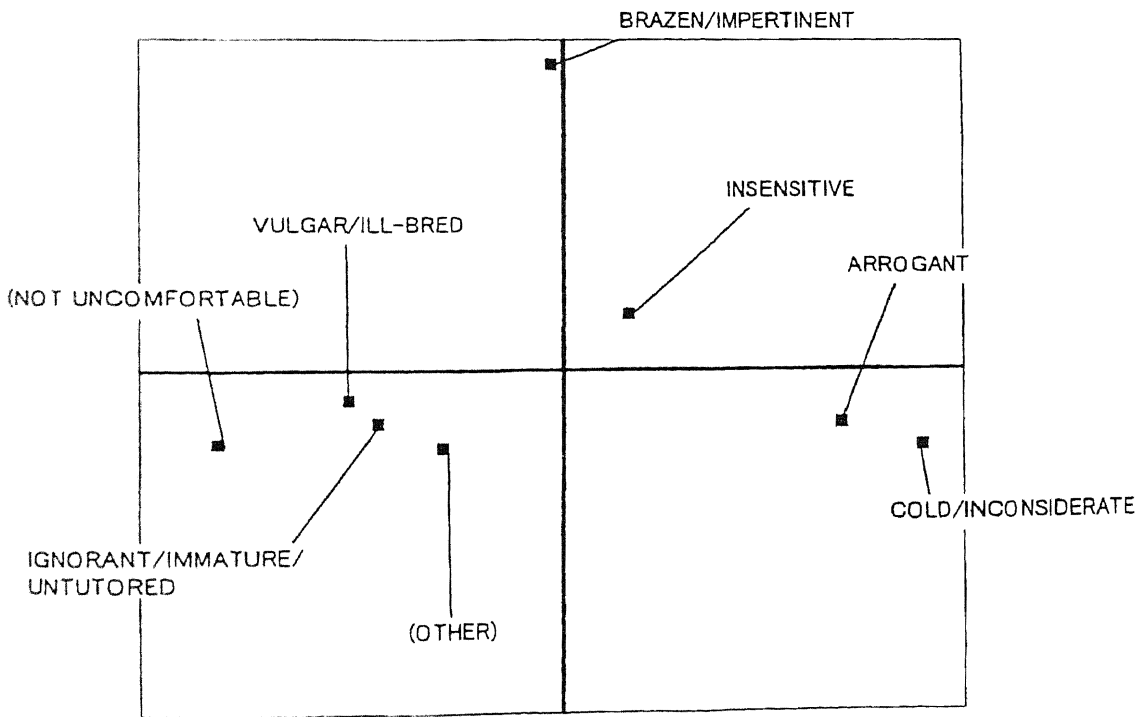 BRAZEN/IMPERTINENT
INSENSITIVE
VULGAR/ILL-BRED
ARROGANT
(NOT UNCOMFORTABLE)
COLD/INCONSIDERATE
IGNORANT/IMMATURE/
UNTUTORED
(OTHER)